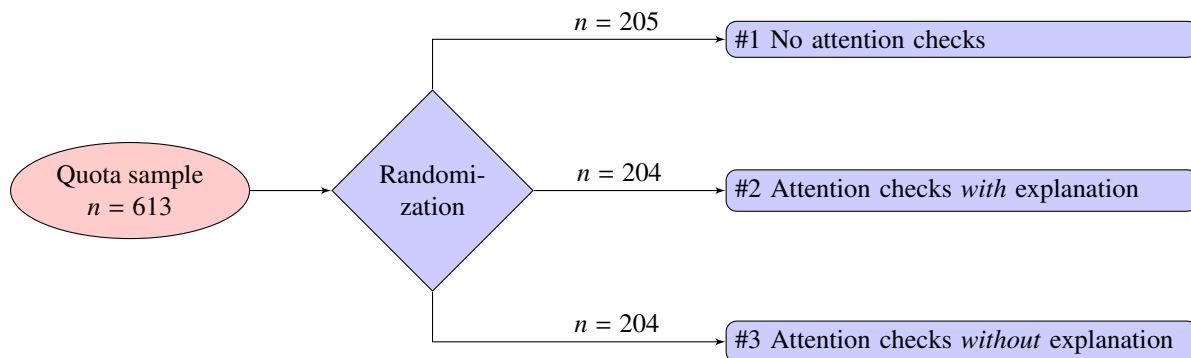 n = 205
#1 No attention checks
Quota sample
n = 613
Randomi-
zation
n = 204
#2 Attention checks with explanation
n = 204
#3 Attention checks without explanation